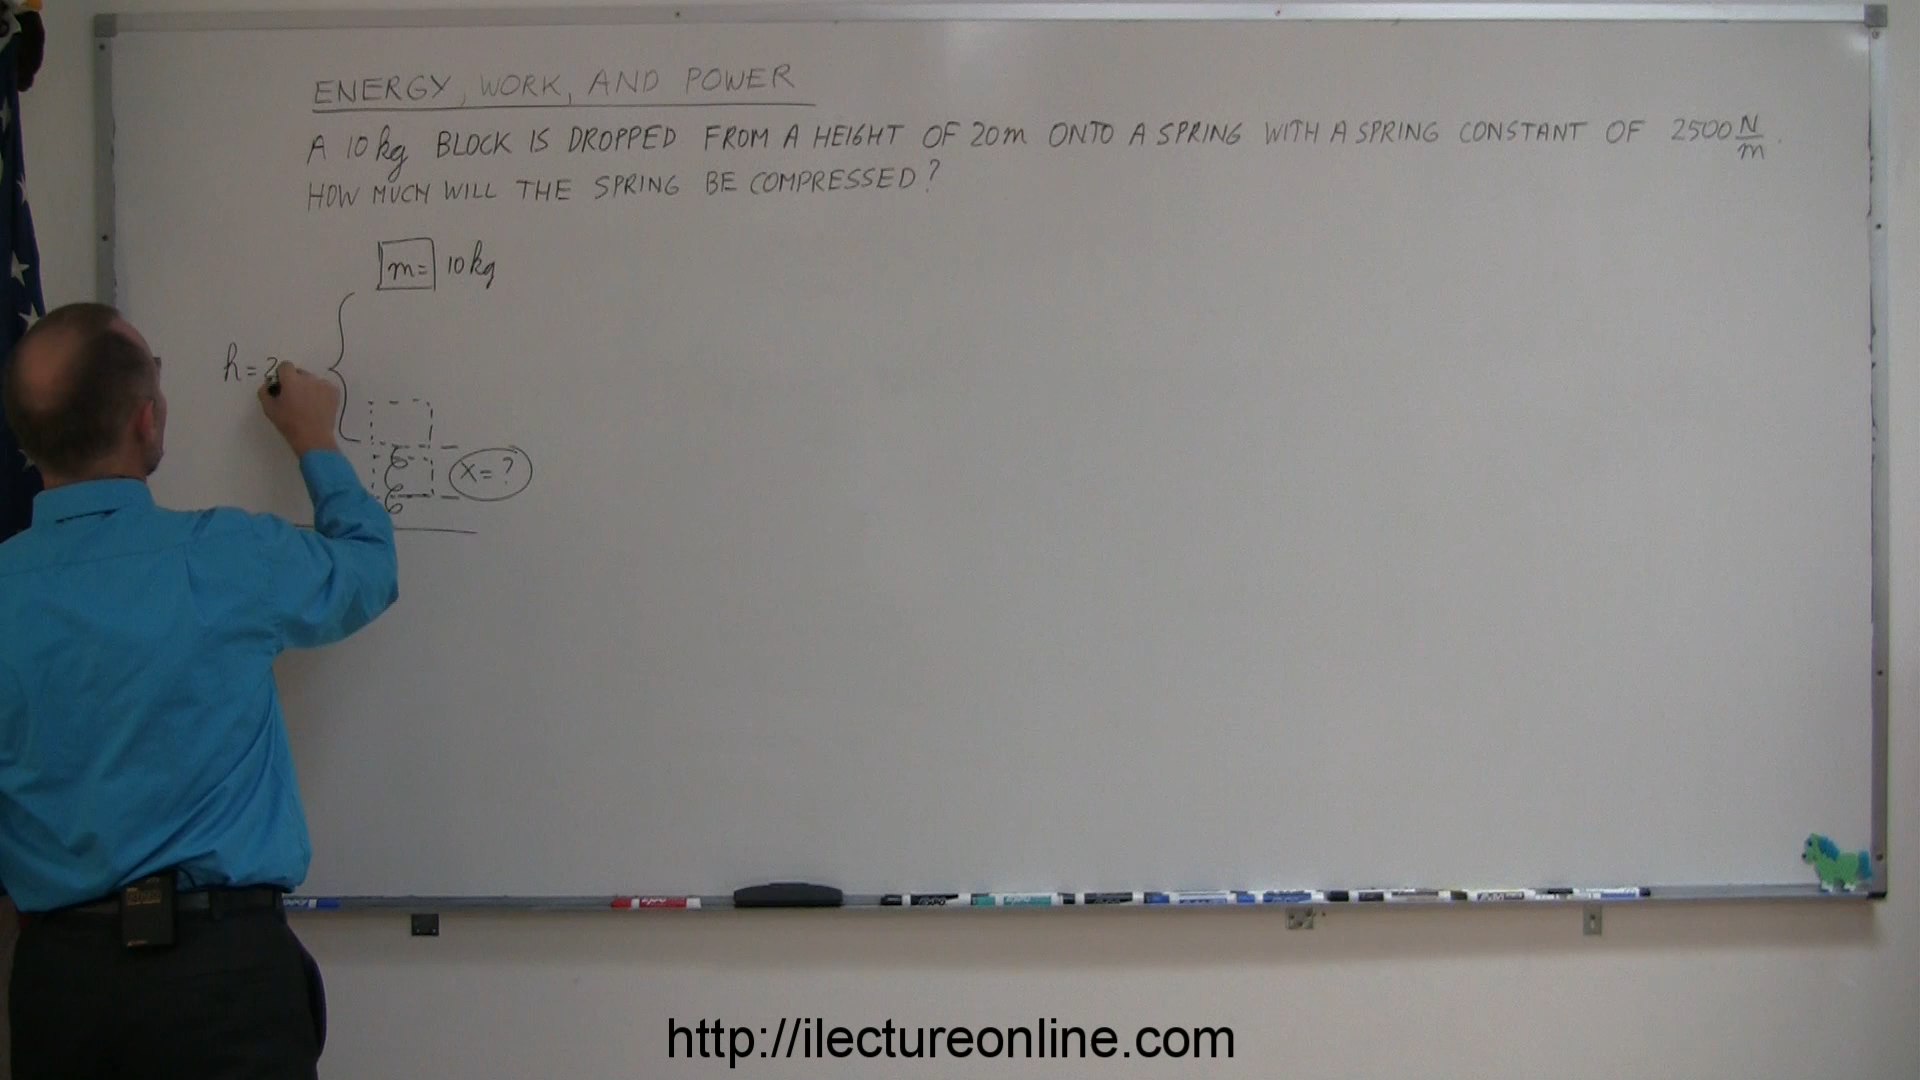 ENERGY, WORK, AND POWER
A 10 kg BLOCK IS DROPPED FROM A HEIGHT OF 20m ONTO A SPRING WITH A SPRING CONSTANT OF 2500 N/m.
HOW MUCH WILL THE SPRING BE COMPRESSED?
m= 10 kg
h = 2
x = ?
http://ilectureonline.com